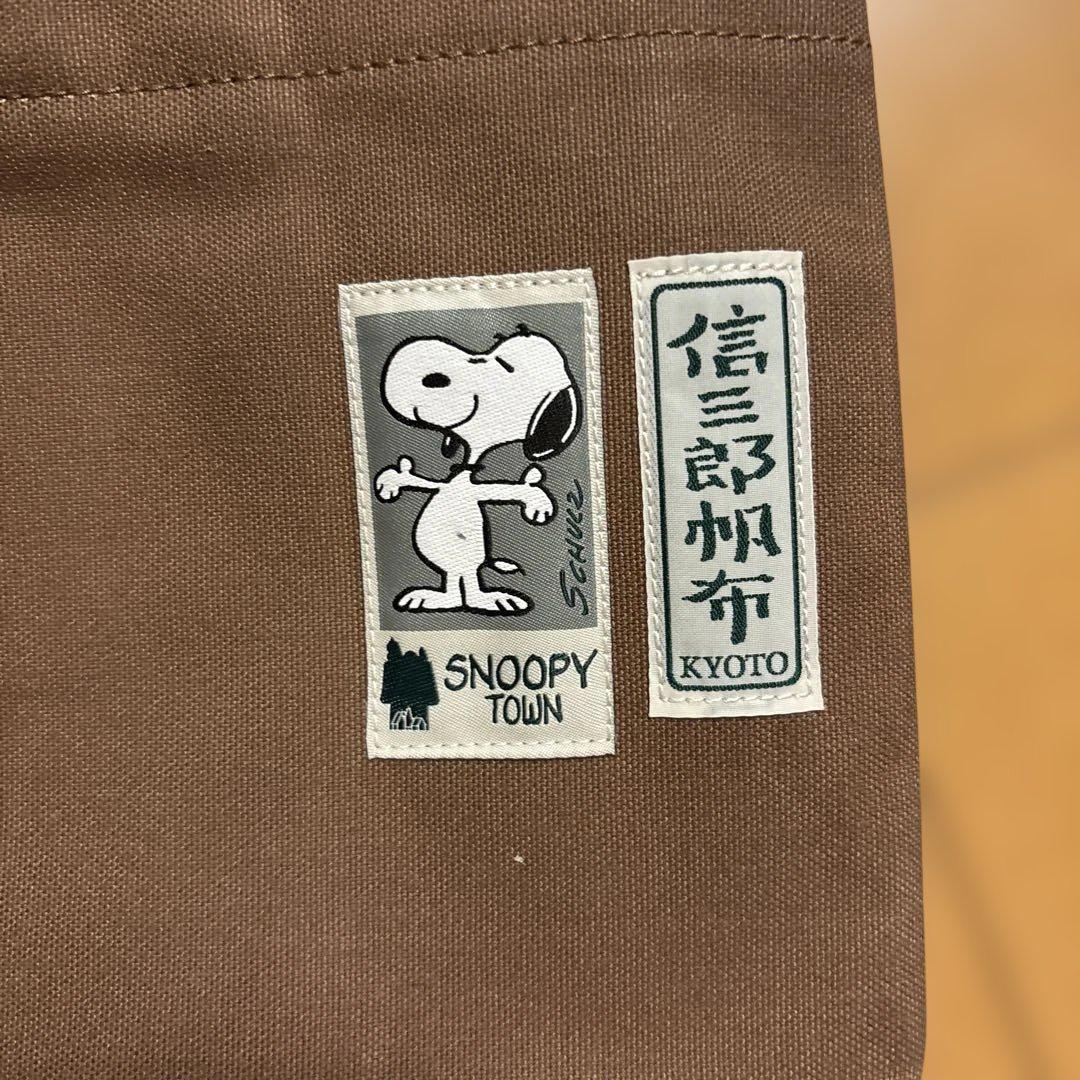 SCHULZ
SNOOPY
TOWN
信三郎帆布
KYOTO